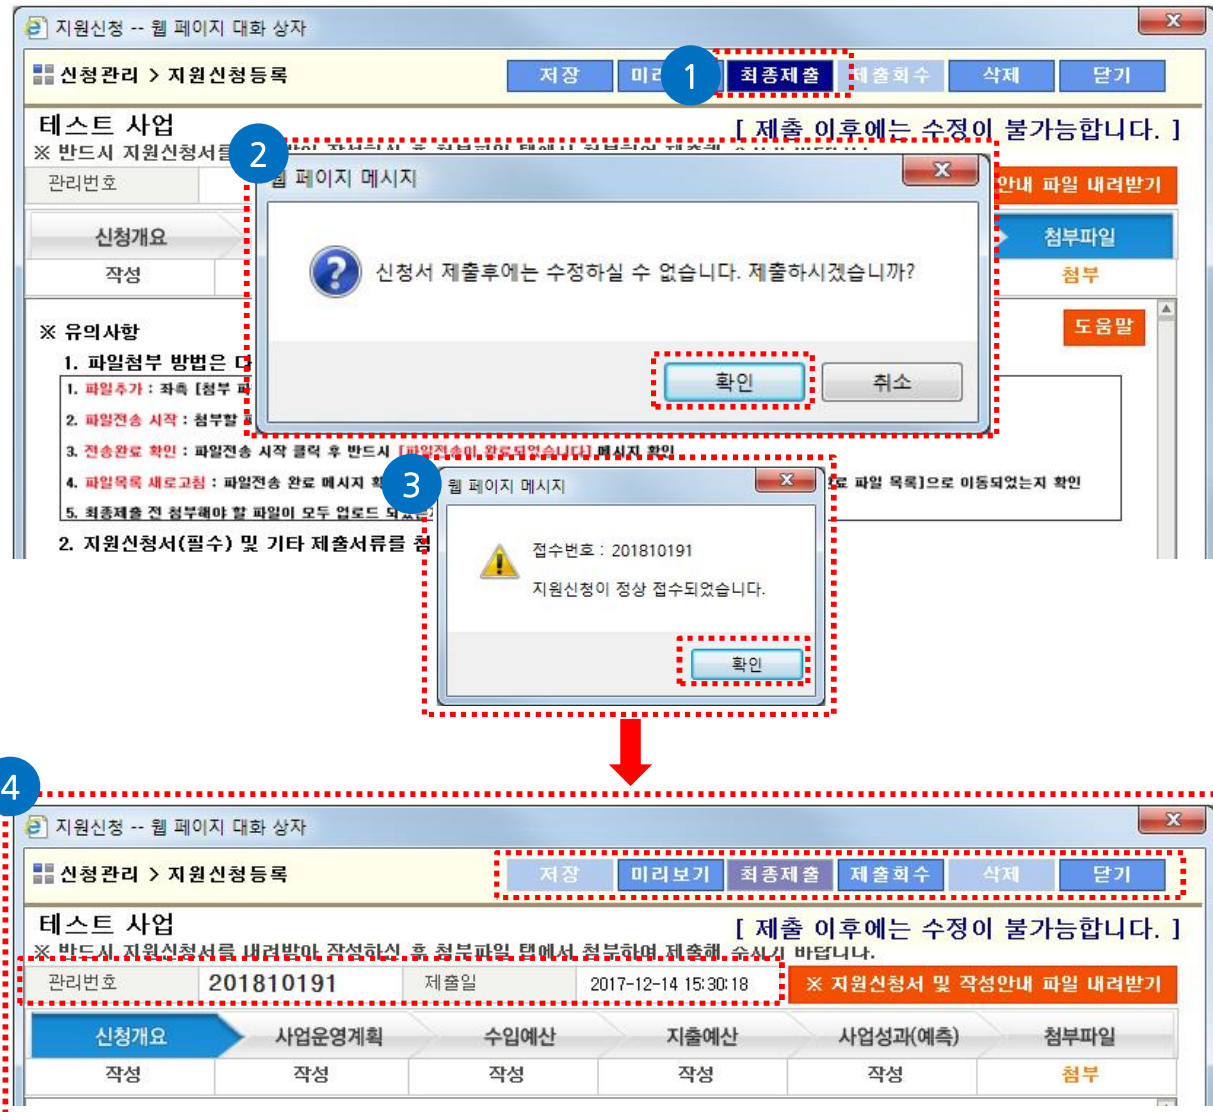 지원신청 -- 웹 페이지 대화 상자
X
신청관리 > 지원신청등록
저장
1
최종제출
제출회수
삭제
닫기
테스트 사업
[ 제출 이후에는 수정이 불가능합니다. ]
※ 반드시 지원신청서를
2
관리번호
웹 페이지 메시지
X
안내 파일 내려받기
신청개요
첨부파일
작성
신청서 제출후에는 수정하실 수 없습니다. 제출하시겠습니까?
첨부
※ 유의사항
도움말
1. 파일첨부 방법은
확인
취소
1. 파일추가 : 좌측 [첨부
2. 파일전송 시작 : 첨부할
3. 전송완료 확인 : 파일전송 시작 클릭 후 반드시 [파일전송이 완료되었습니다] 메시지 확인
4. 파일목록 새로고침 : 파일전송 완료 메시지
파일 목록]으로 이동되었는지 확인
5. 최종제출 전 첨부해야 할 파일이 모두 업로드
2. 지원신청서(필수) 및 기타 제출서류를
3
웹 페이지 메시지
X
접수번호 : 201810191
지원신청이 정상 접수되었습니다.
확인
4
지원신청 -- 웹 페이지 대화 상자
X
신청관리 > 지원신청등록
저장
미리보기
최종제출
제출회수
삭제
닫기
테스트 사업
[ 제출 이후에는 수정이 불가능합니다. ]
※ 반드시 지원신청서를 내려받아 작성하신 후 첨부파일 탭에서 첨부하여 제출해 주시기 바랍니다.
관리번호
201810191
제출일
2017-12-14 15:30:18
※ 지원신청서 및 작성안내 파일 내려받기
신청개요
사업운영계획
수입예산
지출예산
사업성과(예측)
첨부파일
작성
작성
작성
작성
작성
첨부